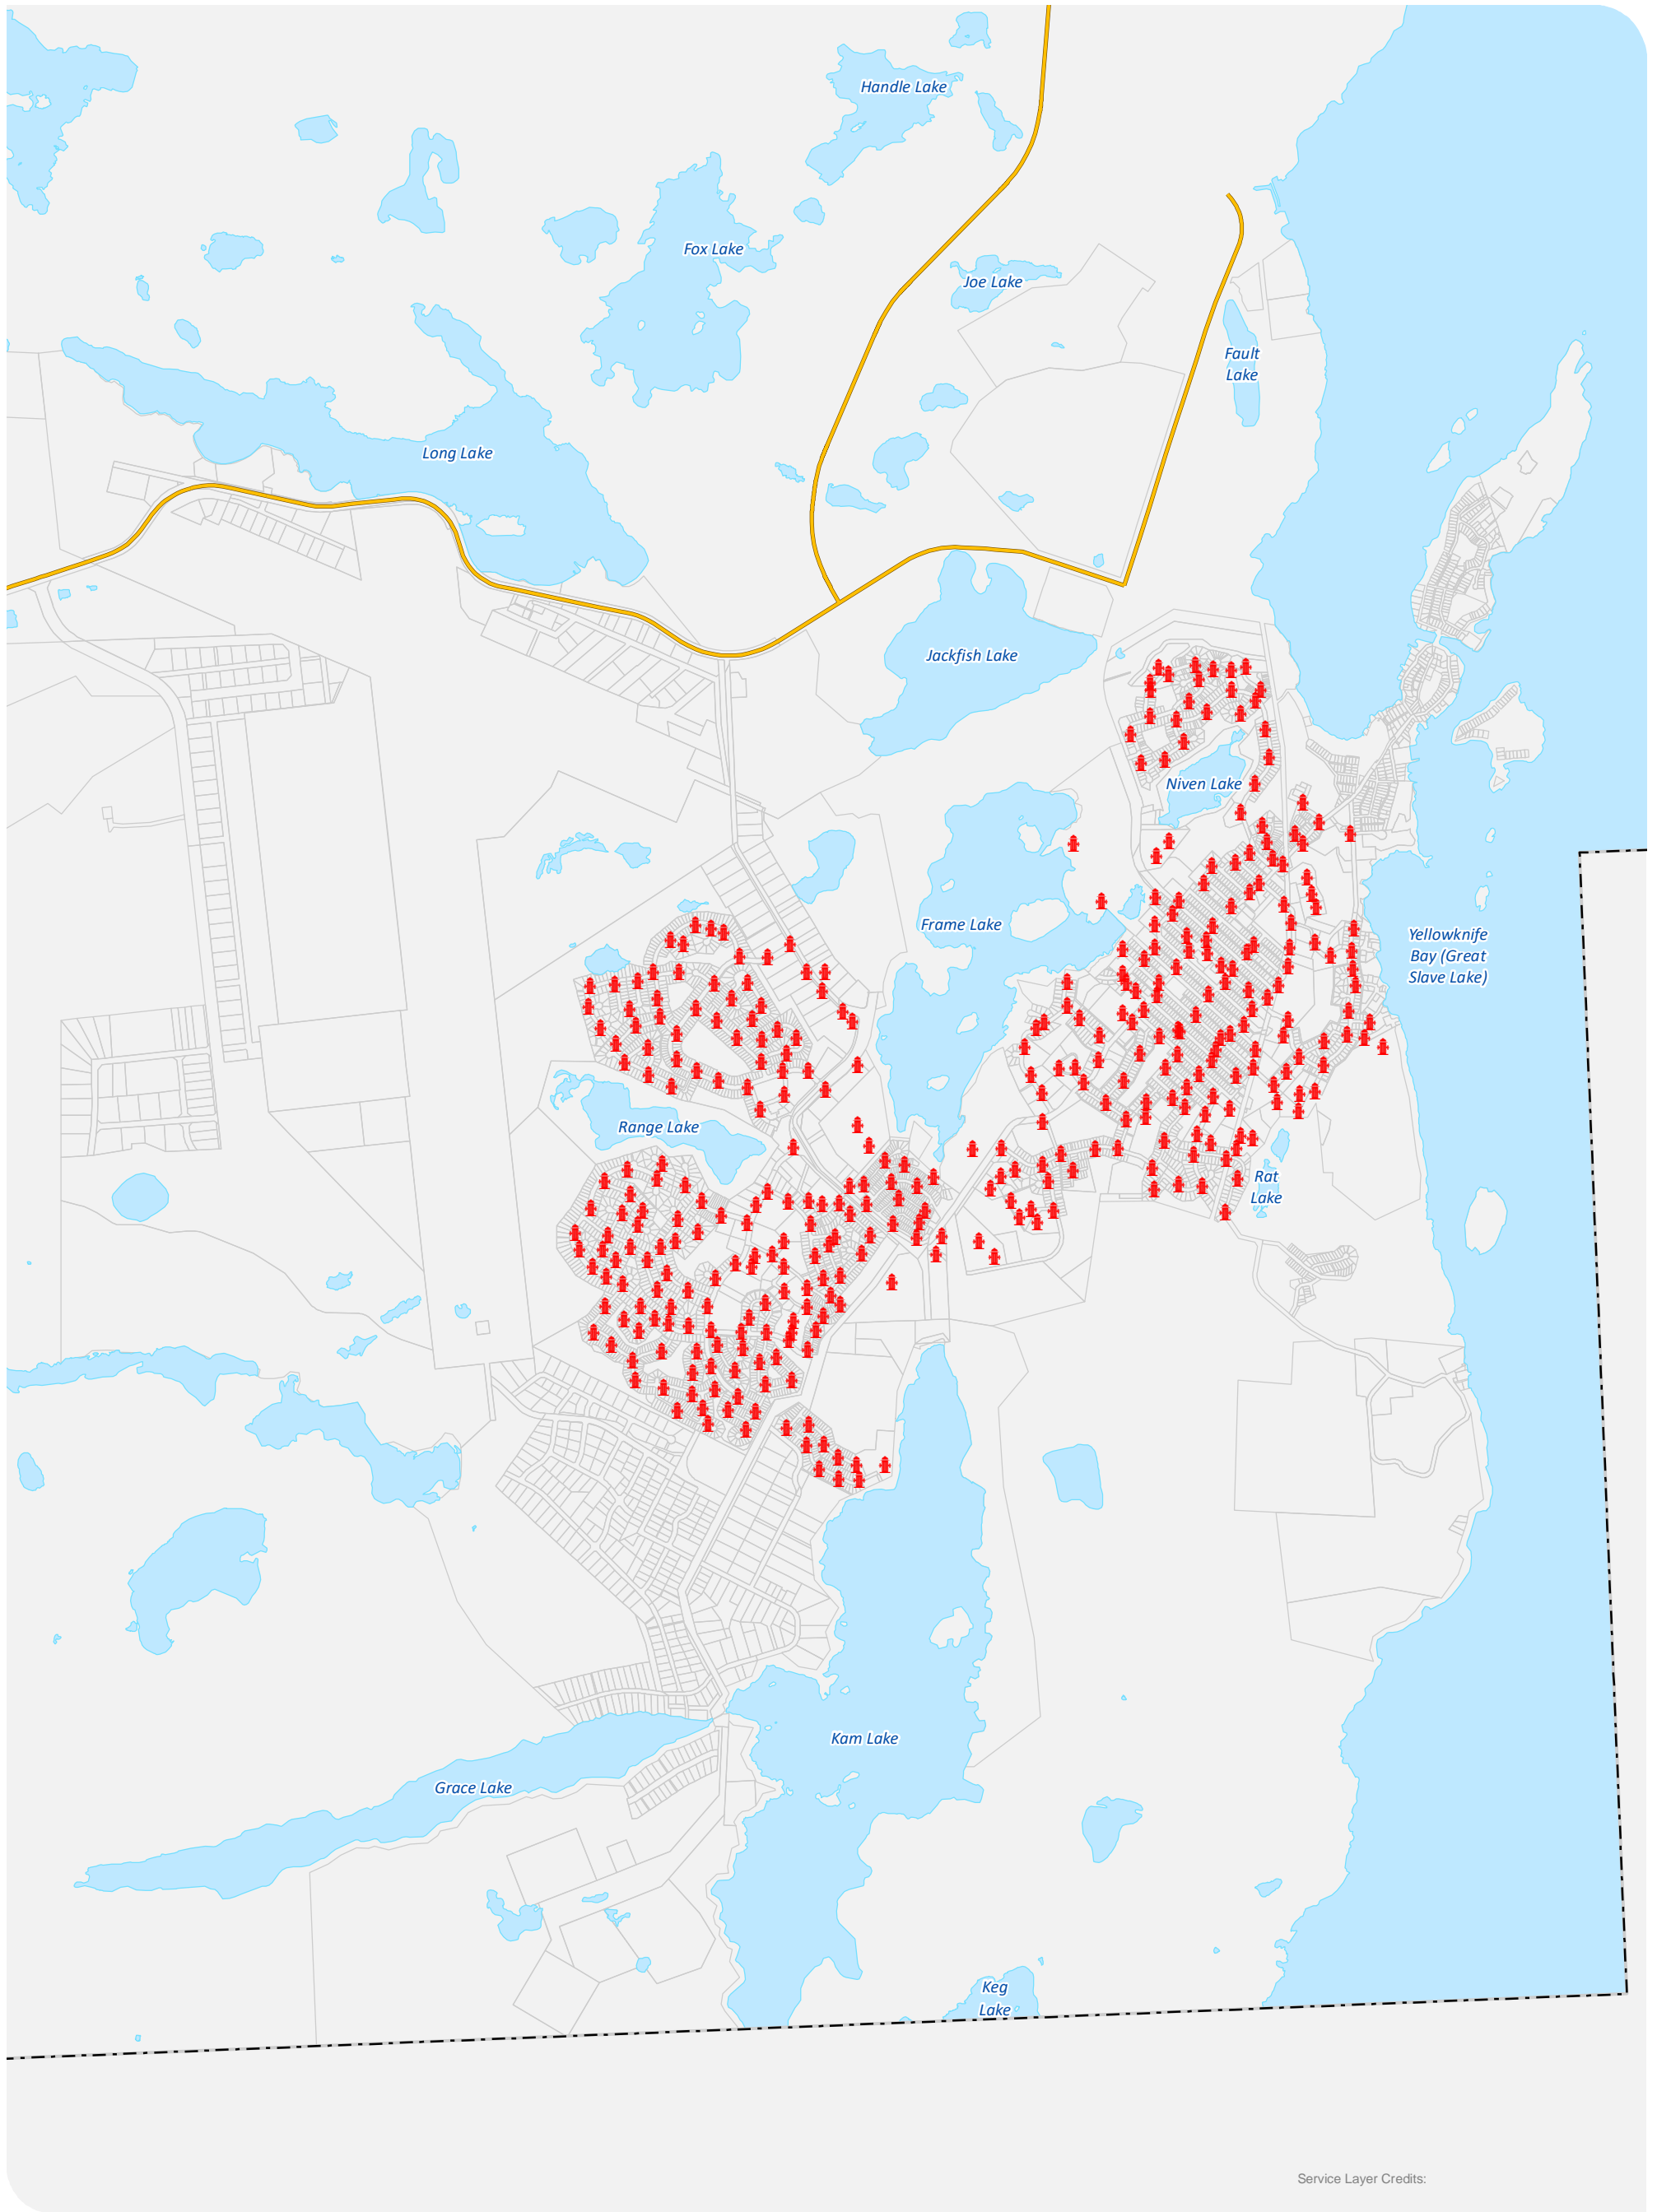 Handle Lake
Fox Lake
Joe Lake
Fault
Lake
Long Lake
Jackfish Lake
Niven Lake
Frame Lake
Yellowknife
Bay (Great
Slave Lake)
Range Lake
Rat
Lake
Kam Lake
Grace Lake
Keg
Lake
Service Layer Credits: